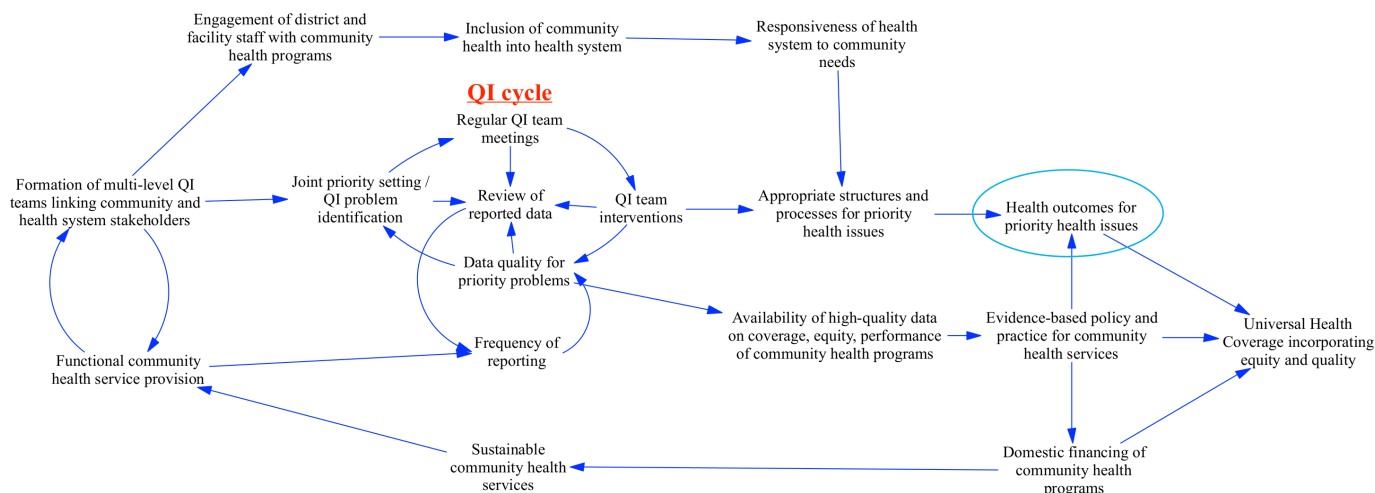 Engagement of district and
facility staff with community
health programs
Inclusion of community
health into health system
Responsiveness of health
system to community
needs
QI cycle
Regular QI team
meetings
Formation of multi-level QI
teams linking community and
health system stakeholders
Joint priority setting /
QI problem
identification
Review of
reported data
QI team
interventions
Appropriate structures and
processes for priority
health issues
Health outcomes for
priority health issues
Data quality for
priority problems
Availability of high-quality data
on coverage, equity, performance
of community health programs
Evidence-based policy and
practice for community
health services
Universal Health
Coverage incorporating
equity and quality
Functional community
health service provision
Frequency of
reporting
Sustainable
community health
services
Domestic financing of
community health
programs